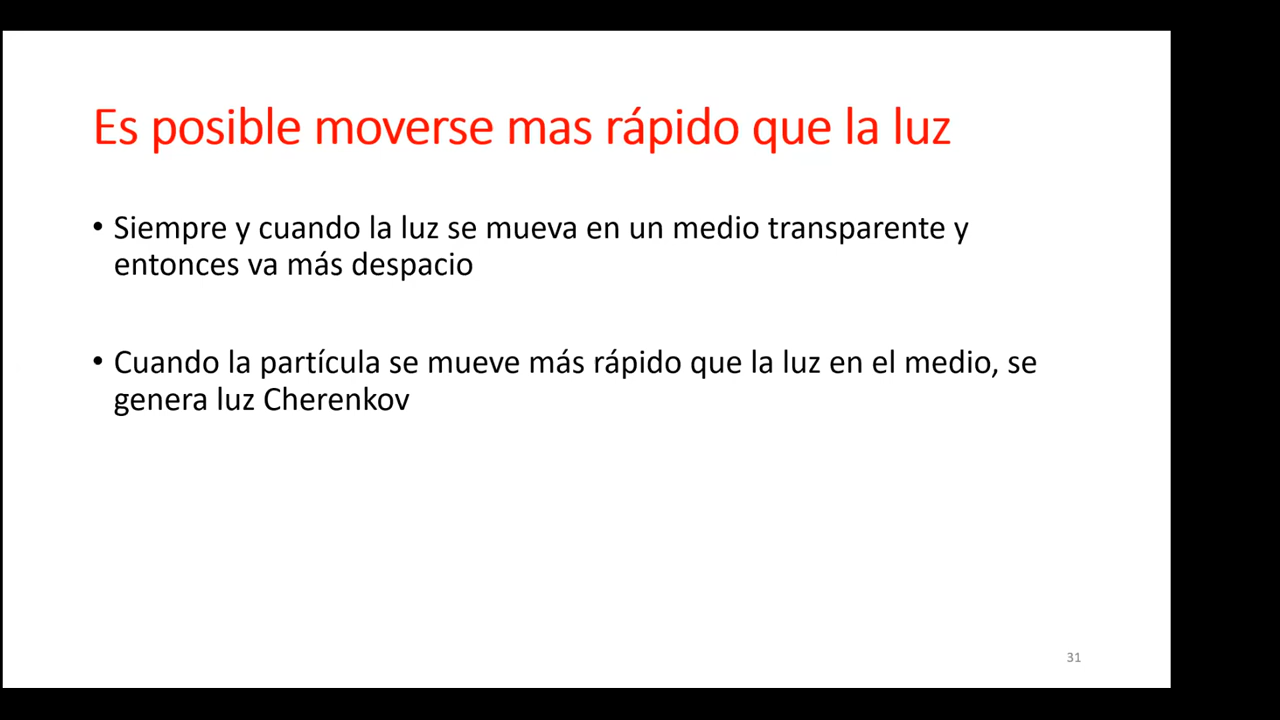 Es posible moverse mas rápido que la luz
• Siempre y cuando la luz se mueva en un medio transparente y
entonces va más despacio
• Cuando la partícula se mueve más rápido que la luz en el medio, se
genera luz Cherenkov
31